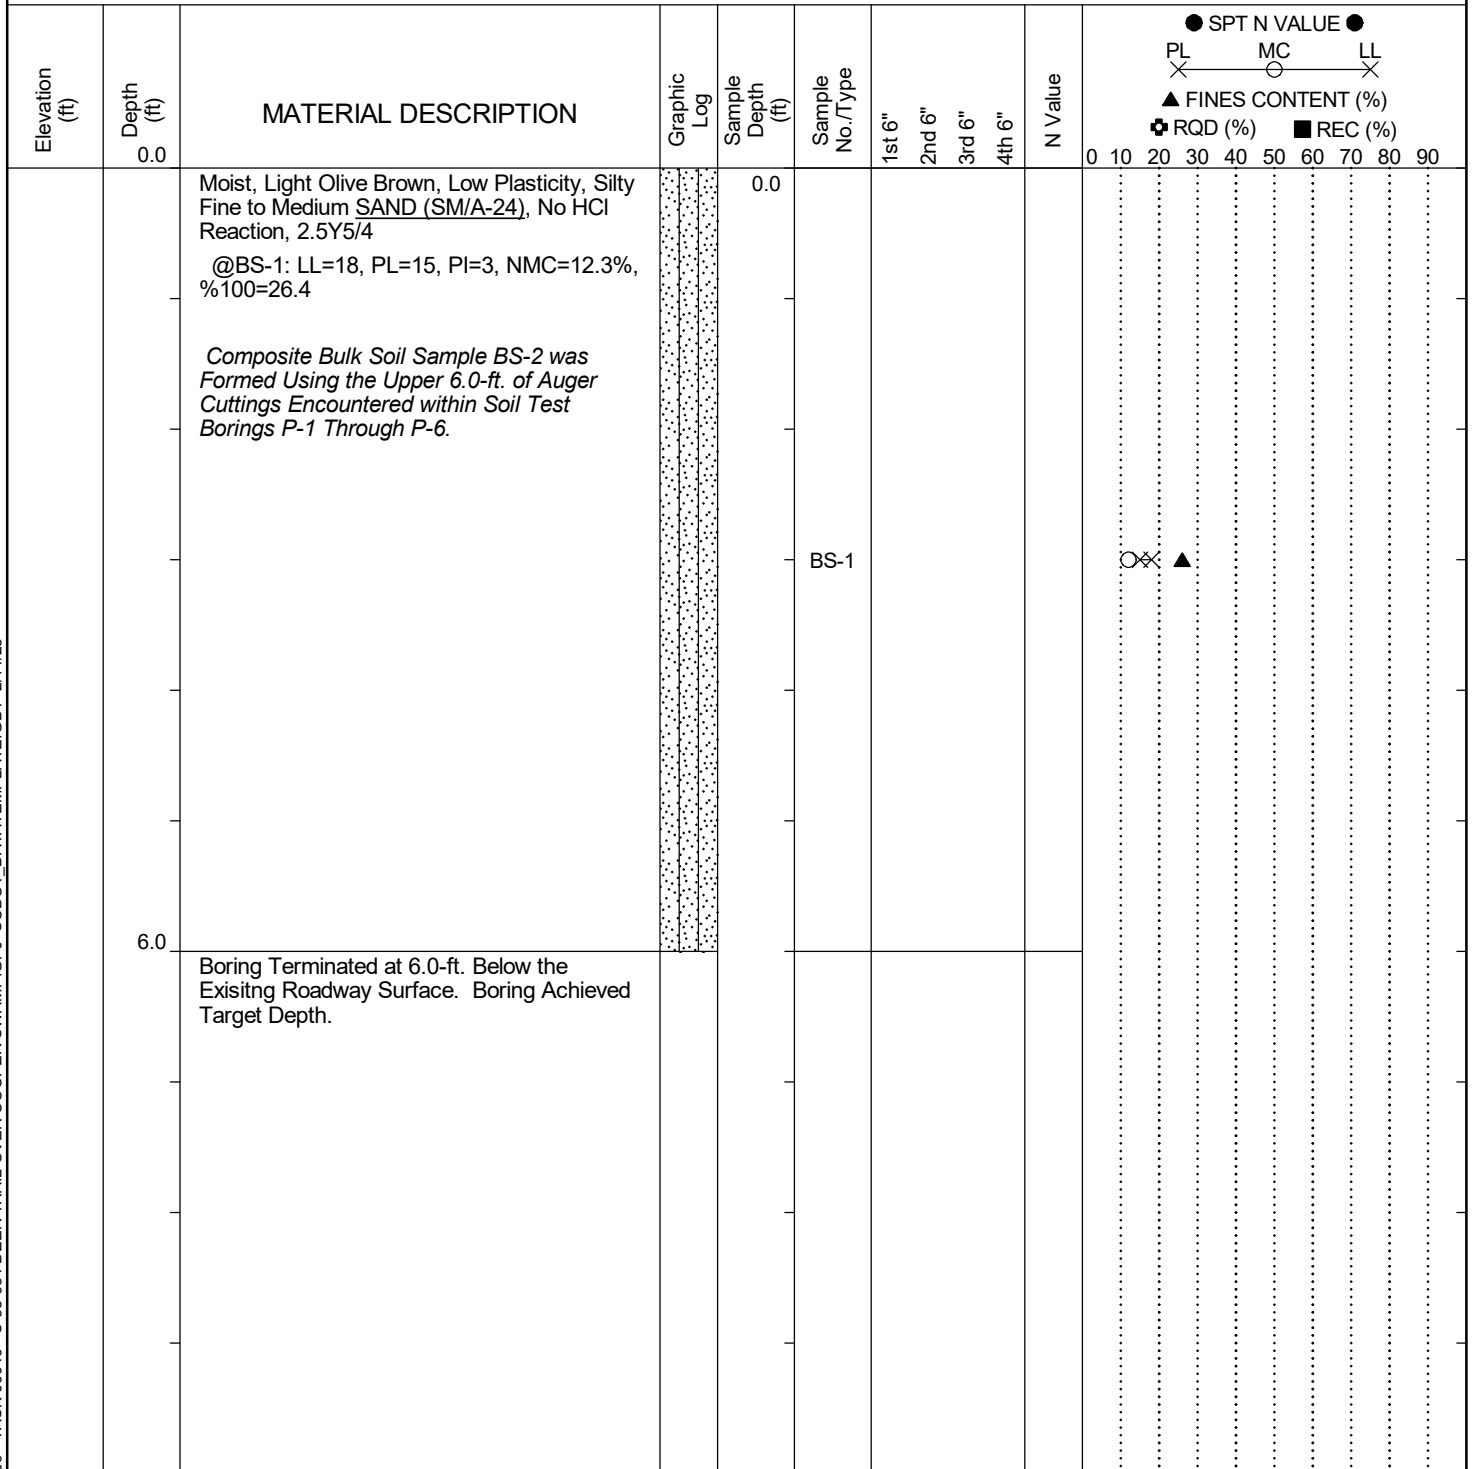 ● SPT N VALUE ●
PL MC LL
▲ FINES CONTENT (%)
RQD (%) ■ REC (%)
0 10 20 30 40 50 60 70 80 90
Elevation (ft)
Depth (ft)
0.0
MATERIAL DESCRIPTION
Graphic Log
Sample Depth (ft)
Sample No./Type
1st 6"
2nd 6"
3rd 6"
4th 6"
N Value
Moist, Light Olive Brown, Low Plasticity, Silty
Fine to Medium SAND (SM/A-24), No HCl
Reaction, 2.5Y5/4
@BS-1: LL=18, PL=15, PI=3, NMC=12.3%,
%100=26.4
0.0
Composite Bulk Soil Sample BS-2 was
Formed Using the Upper 6.0-ft. of Auger
Cuttings Encountered within Soil Test
Borings P-1 Through P-6.
BS-1
6.0
Boring Terminated at 6.0-ft. Below the
Exisitng Roadway Surface. Boring Achieved
Target Depth.